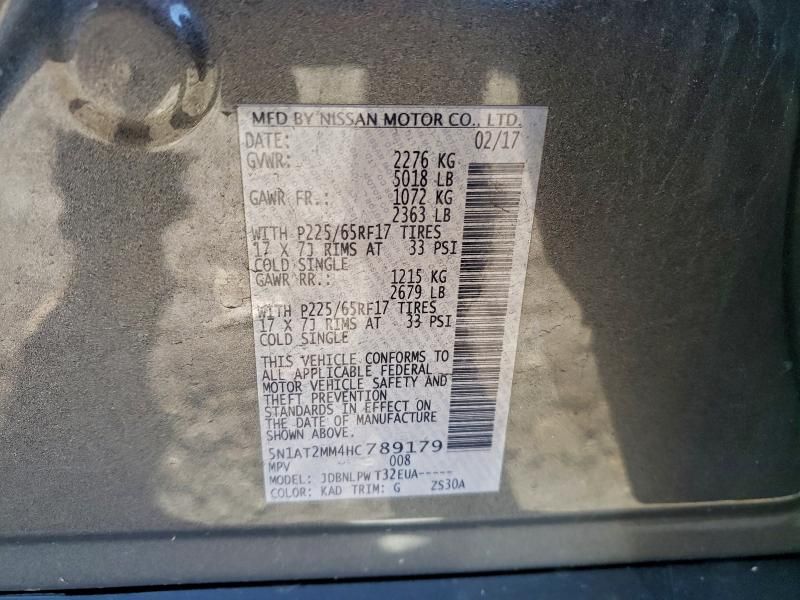 MFD BY NISSAN MOTOR CO., LTD.
DATE: 02/17
GVWR: 2276 KG
5018 LB
GAWR FR.: 1072 KG
2363 LB
WITH P225/65RF17 TIRES
17 X 7J RIMS AT 33 PSI
COLD SINGLE
GAWR RR.: 1215 KG
2679 LB
WITH P225/65RF17 TIRES
17 X 7J RIMS AT 33 PSI
COLD SINGLE
THIS VEHICLE CONFORMS TO
ALL APPLICABLE FEDERAL
MOTOR VEHICLE SAFETY AND
THEFT PREVENTION
STANDARDS IN EFFECT ON
THE DATE OF MANUFACTURE
SHOWN ABOVE.
5N1AT2MM4HC789179
MPV 008
MODEL: JDBNLPW T32EUA-----
COLOR: KAD TRIM: G ZS30A